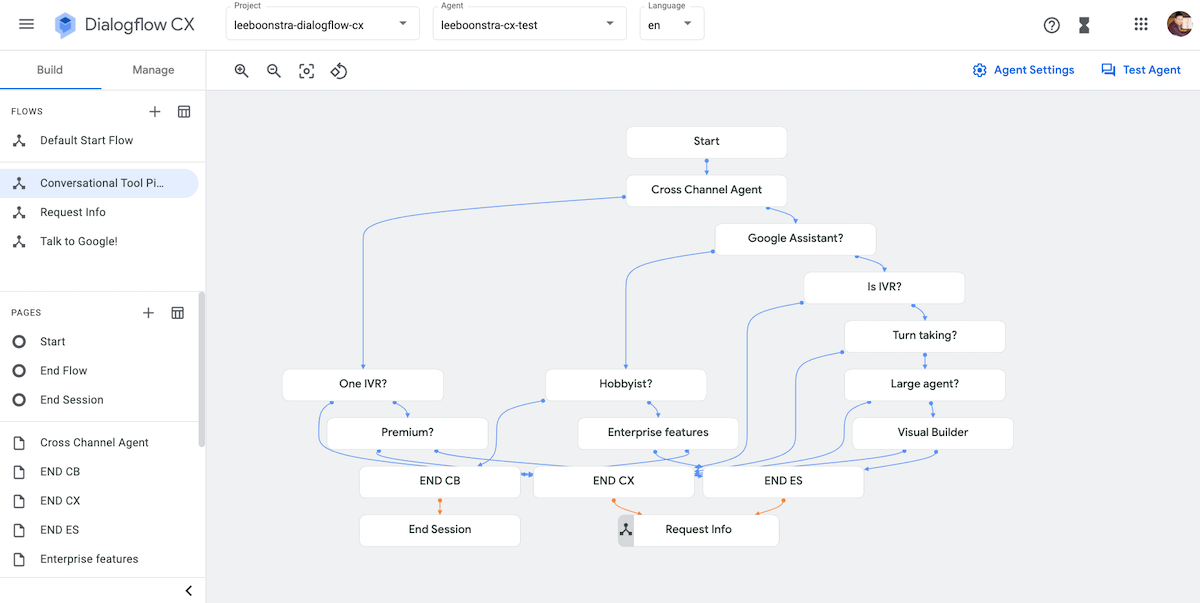 Dialogflow CX
Project
leeboonstra-dialogflow-cx
Agent
leeboonstra-cx-test
Language
en
Build
Manage
Agent Settings
Test Agent
FLOWS
Default Start Flow
Conversational Tool Pi...
Request Info
Talk to Google!
PAGES
Start
End Flow
End Session
Cross Channel Agent
END CB
END CX
END ES
Enterprise features
Start
Cross Channel Agent
Google Assistant?
Is IVR?
Turn taking?
One IVR?
Hobbyist?
Large agent?
Premium?
Enterprise features
Visual Builder
END CB
END CX
END ES
End Session
Request Info